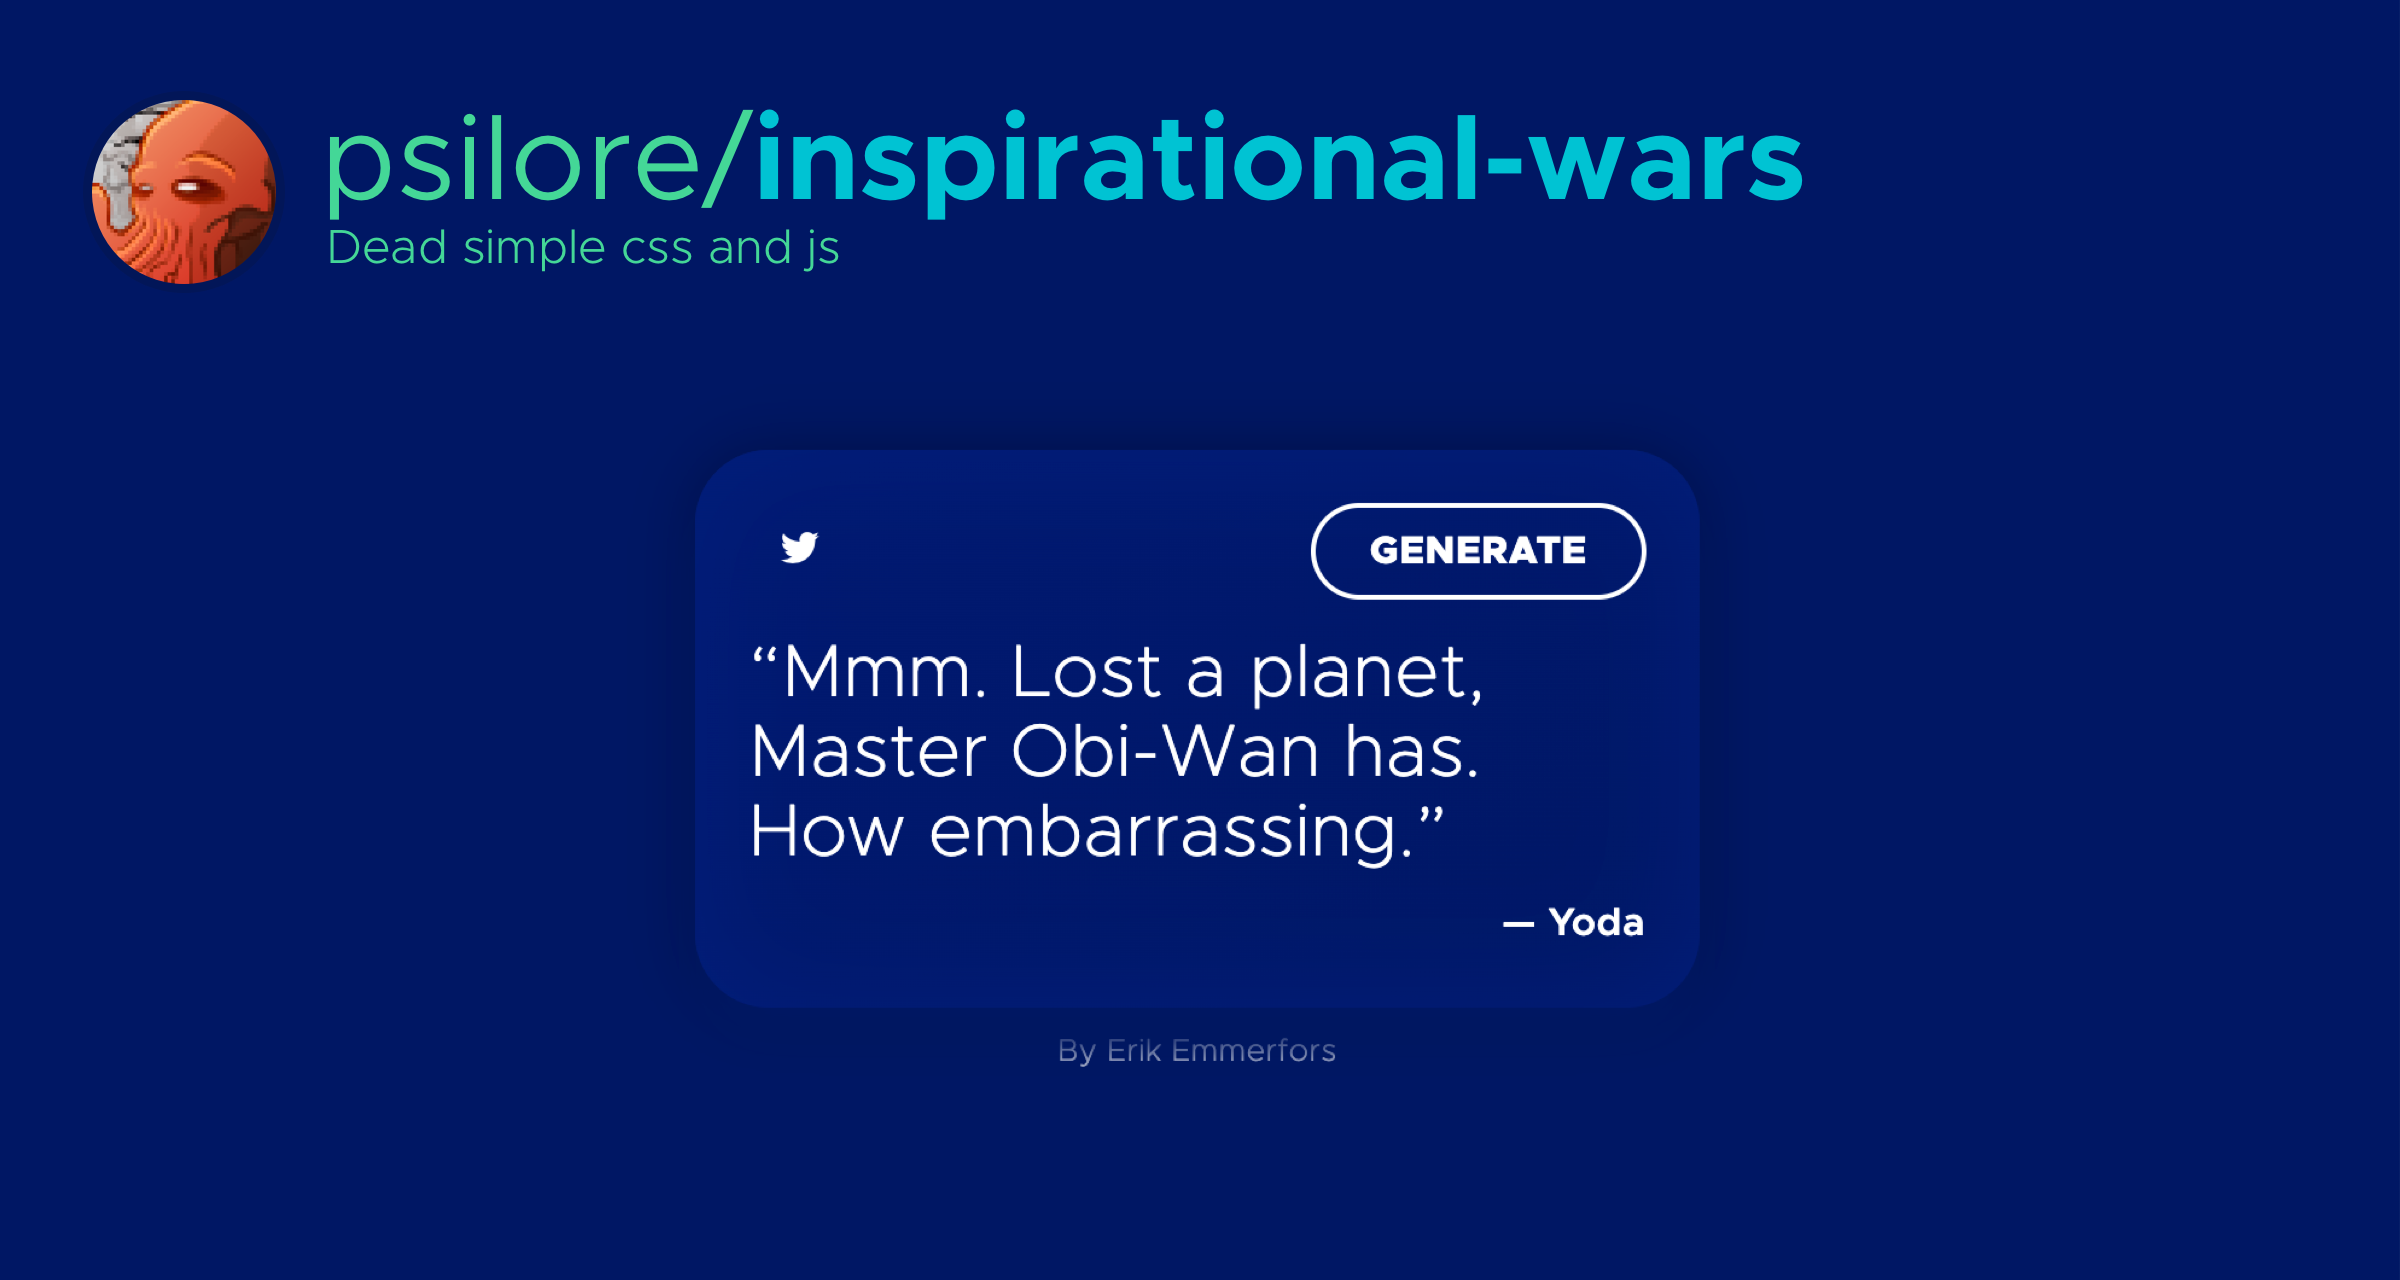 psilore/inspirational-wars
Dead simple css and js
GENERATE
“Mmm. Lost a planet,
Master Obi-Wan has.
How embarrassing.”
— Yoda
By Erik Emmerfors